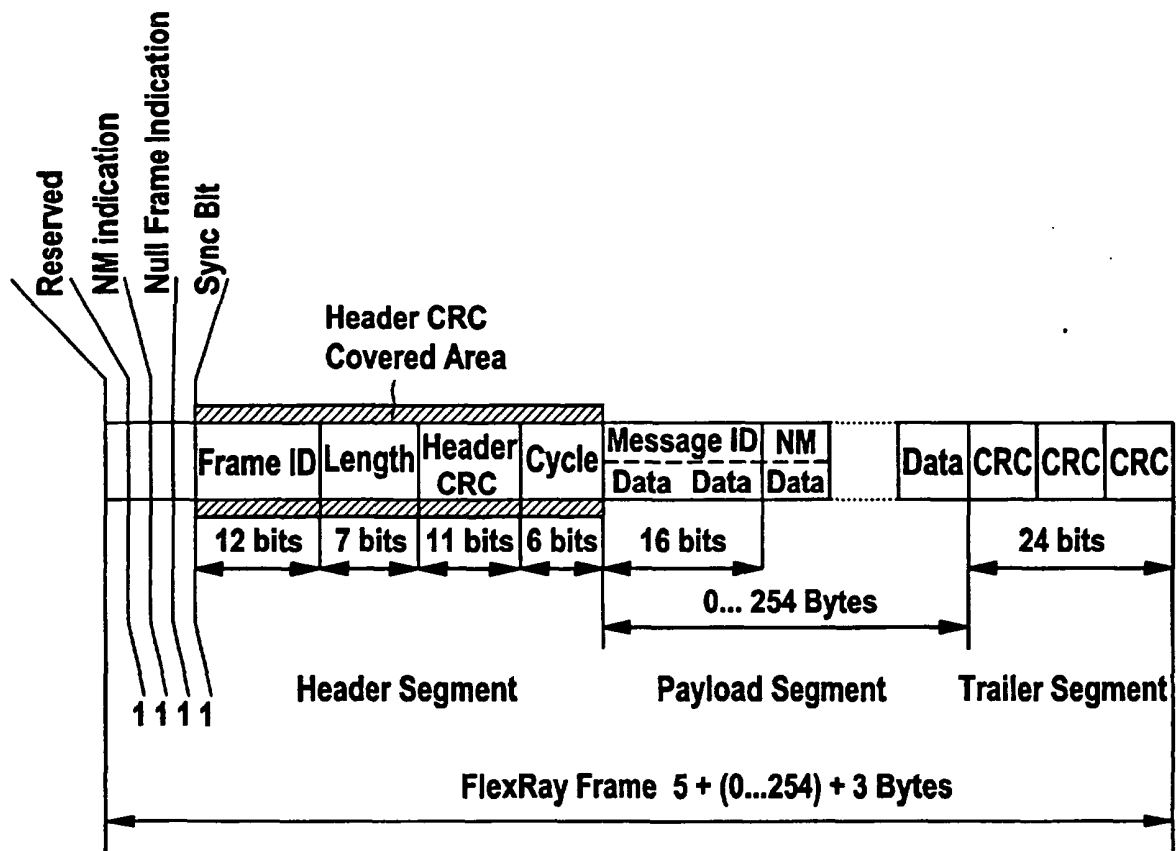 Reserved
NM indication
Null Frame Indication
Sync Bit
Header CRC
Covered Area
Frame ID
Length
Header
CRC
Cycle
Message ID
Data Data
NM
Data
Data
CRC
CRC
CRC
12 bits
7 bits
11 bits
6 bits
16 bits
24 bits
0... 254 Bytes
Header Segment
Payload Segment
Trailer Segment
1 1 1 1
FlexRay Frame 5 + (0...254) + 3 Bytes